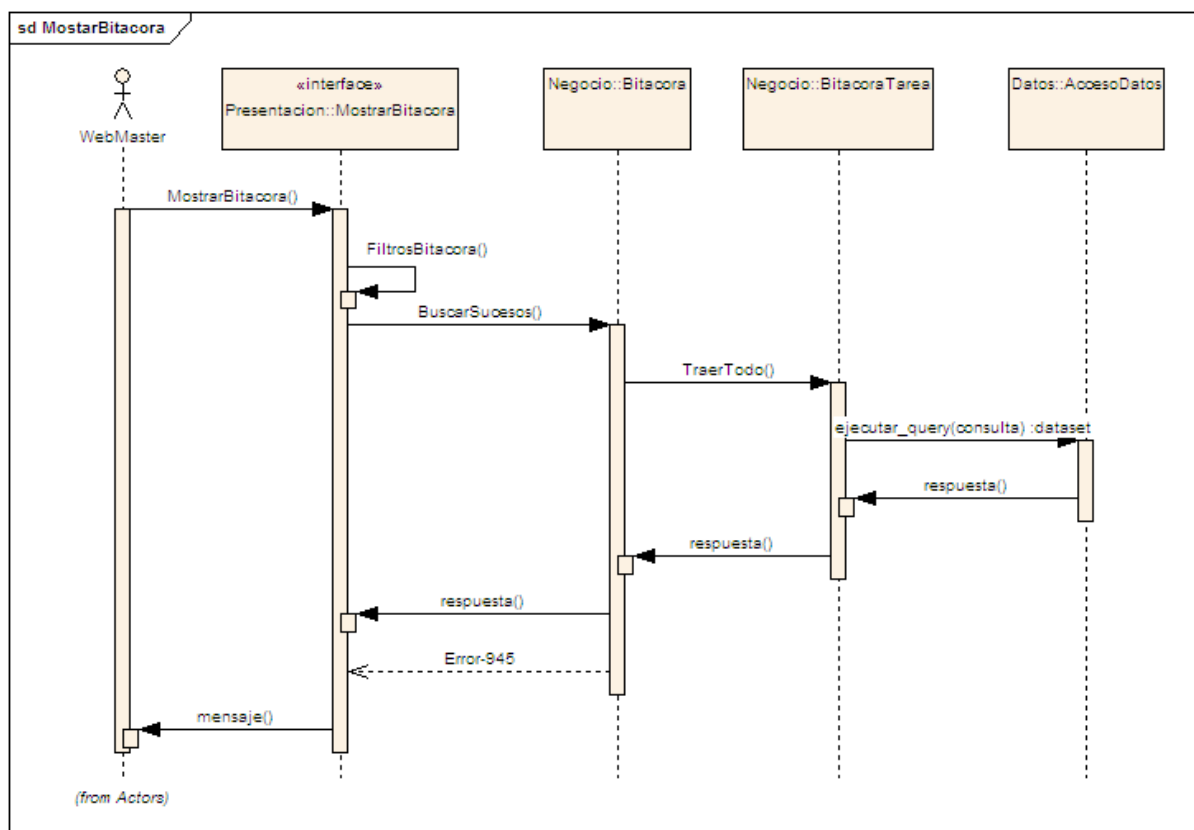 sd MostarBitacora
«interface»
Presentacion::MostrarBitacora
Negocio::Bitacora
Negocio::BitacoraTarea
Datos::AccesoDatos
WebMaster
MostrarBitacora()
FiltrosBitacora()
BuscarSucesos()
TraerTodo()
ejecutar_query(consulta) :dataset
respuesta()
respuesta()
respuesta()
Error-945
mensaje()
(from Actors)